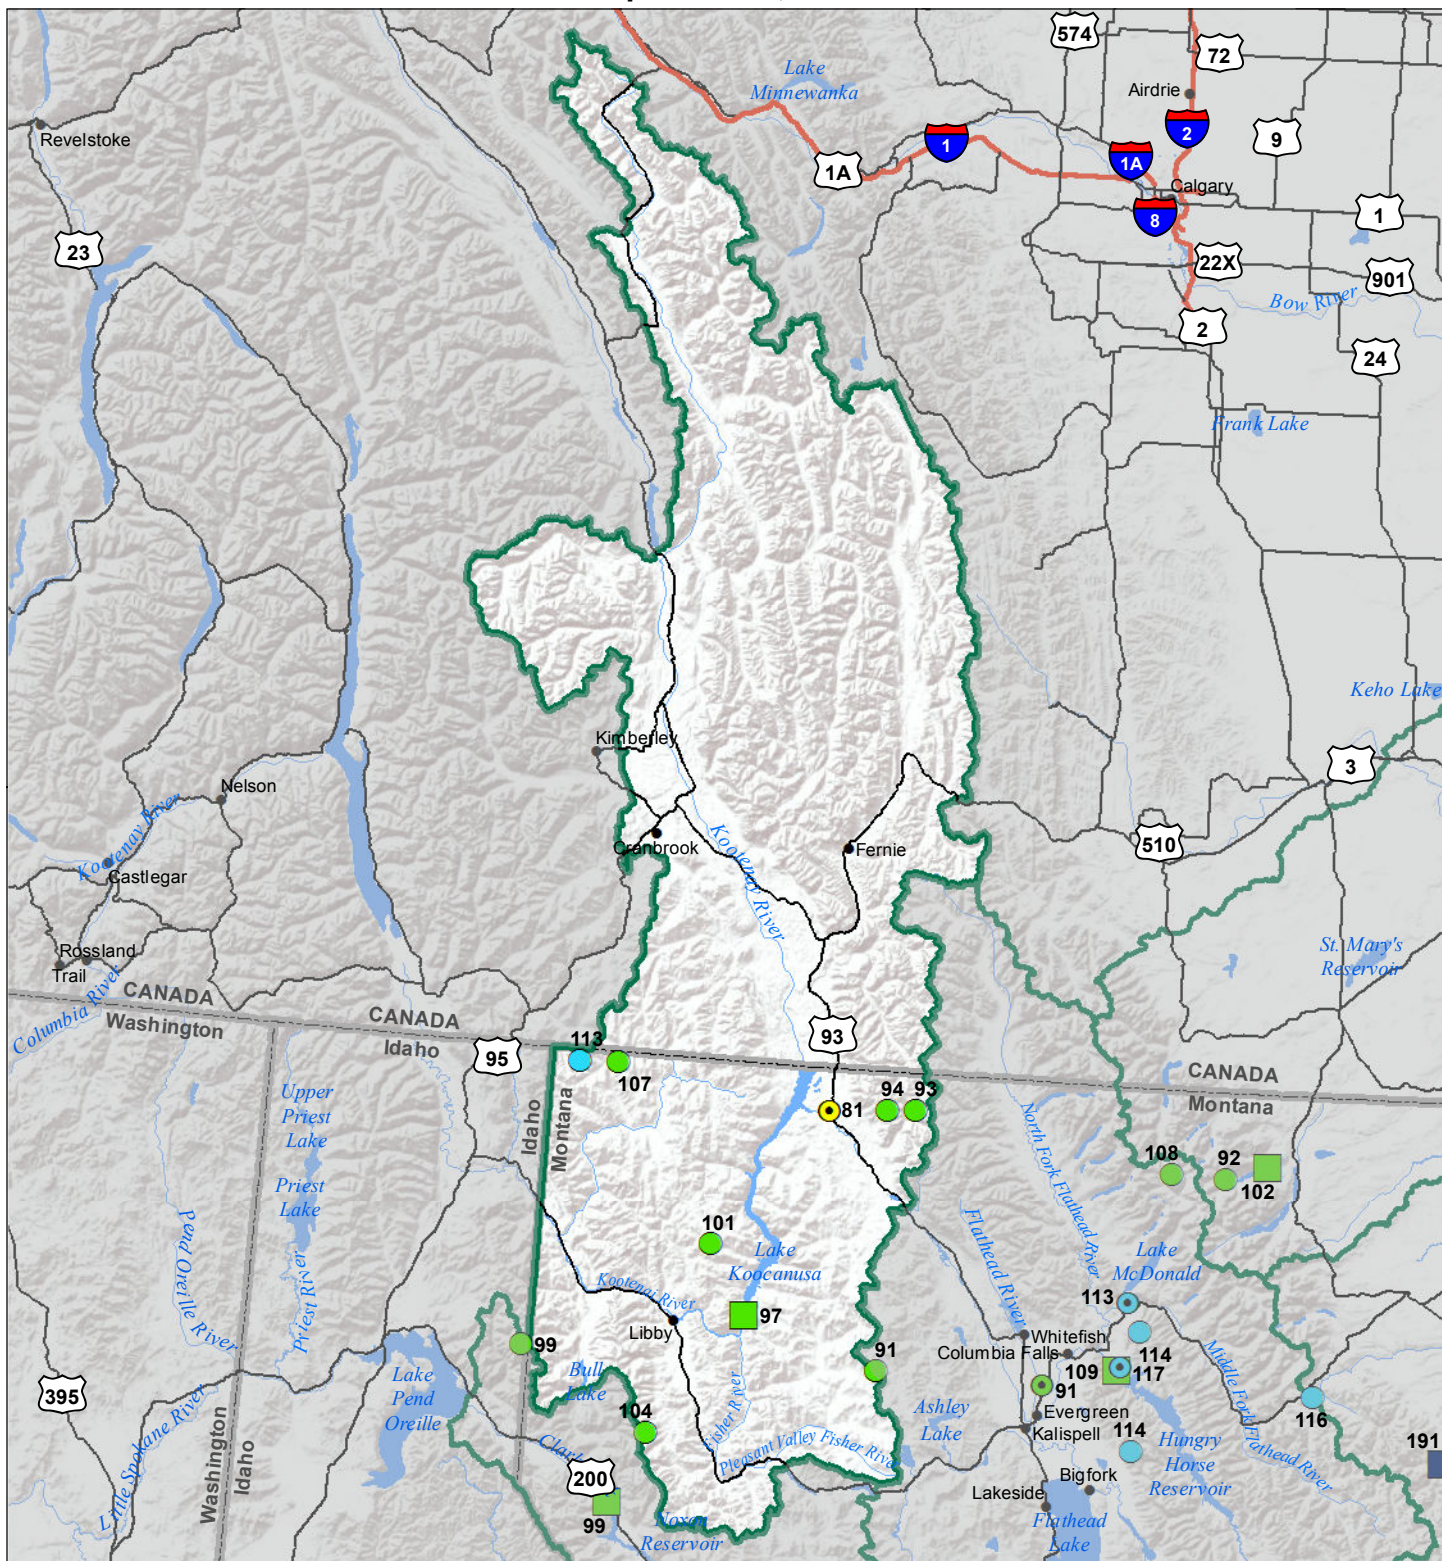 574
72
Lake
Minnewanka
Airdrie
Revelstoke
2
9
1
1A
1A
Calgary
8
1
23
22X
901
Bow River
2
24
Frank Lake
Keho Lake
Kimberley
3
Nelson
Kootenay River
Kootenay River
510
Cranbrook
Fernie
Castlegar
Rossland
Trail
St. Mary's
Reservoir
Columbia River
CANADA
Washington
CANADA
Idaho
95
113
107
93
CANADA
Montana
Upper
Priest
Lake
Idaho
Montana
81
94
93
North Fork Flathead River
108
92
102
Priest
Lake
Pend Oreille River
Priest River
101
Lake
Koocanusa
Flathead River
Lake
McDonald
Kootenai River
97
113
Libby
Whitefish
Columbia Falls
114
99
91
109
117
91
Middle Fork Flathead River
Bull
Lake
Lake
Pend
Oreille
395
Little Spokane River
Fisher River
Ashley
Lake
Evergreen
Kalispell
116
104
Pleasant Valley Fisher River
114
Hungry
Horse
Reservoir
191
Washington
Idaho
200
Bigfork
Lakeside
99
Noxon
Reservoir
Flathead
Lake